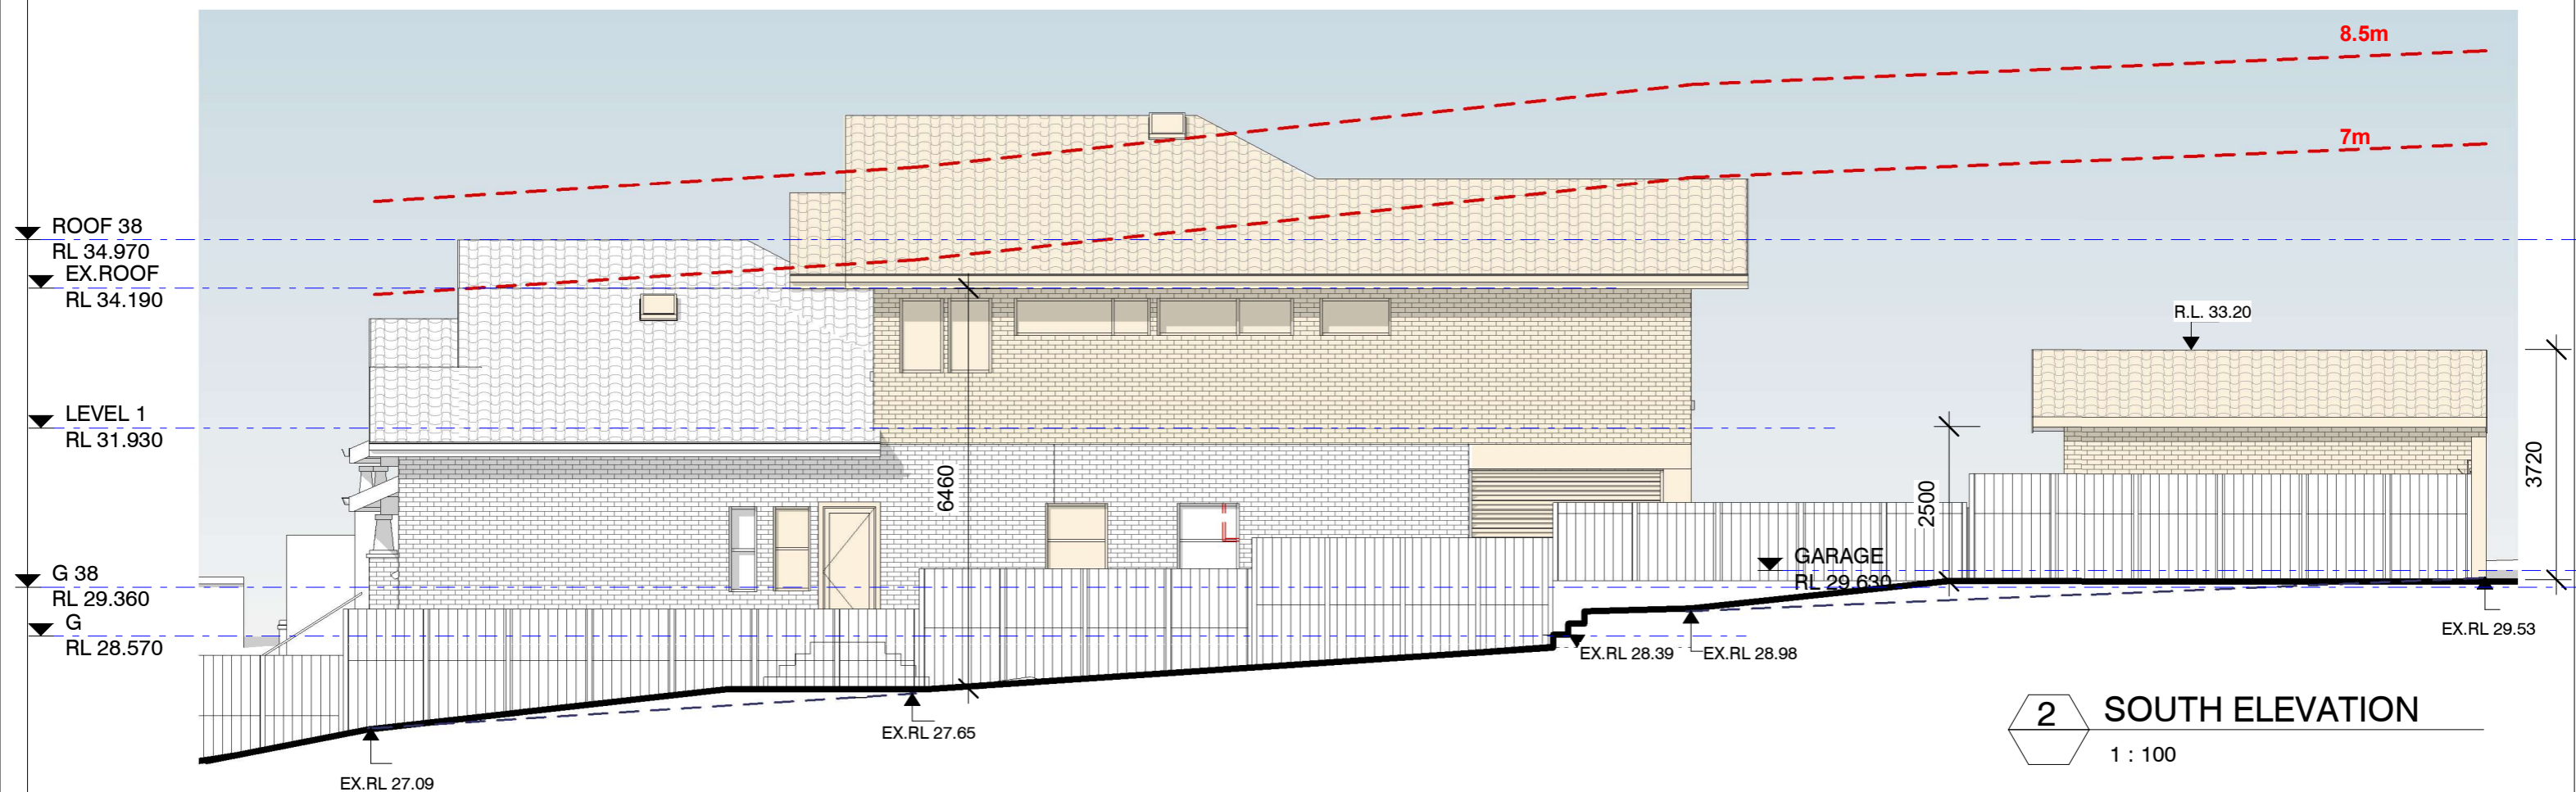 8.5m
7m
ROOF 38
RL 34.970
EX.ROOF
RL 34.190
R.L. 33.20
LEVEL 1
RL 31.930
6460
2500
3720
GARAGE
RL 29.630
G 38
RL 29.360
G
RL 28.570
EX.RL 28.39
EX.RL 28.98
EX.RL 29.53
EX.RL 27.65
EX.RL 27.09
2 SOUTH ELEVATION
1 : 100